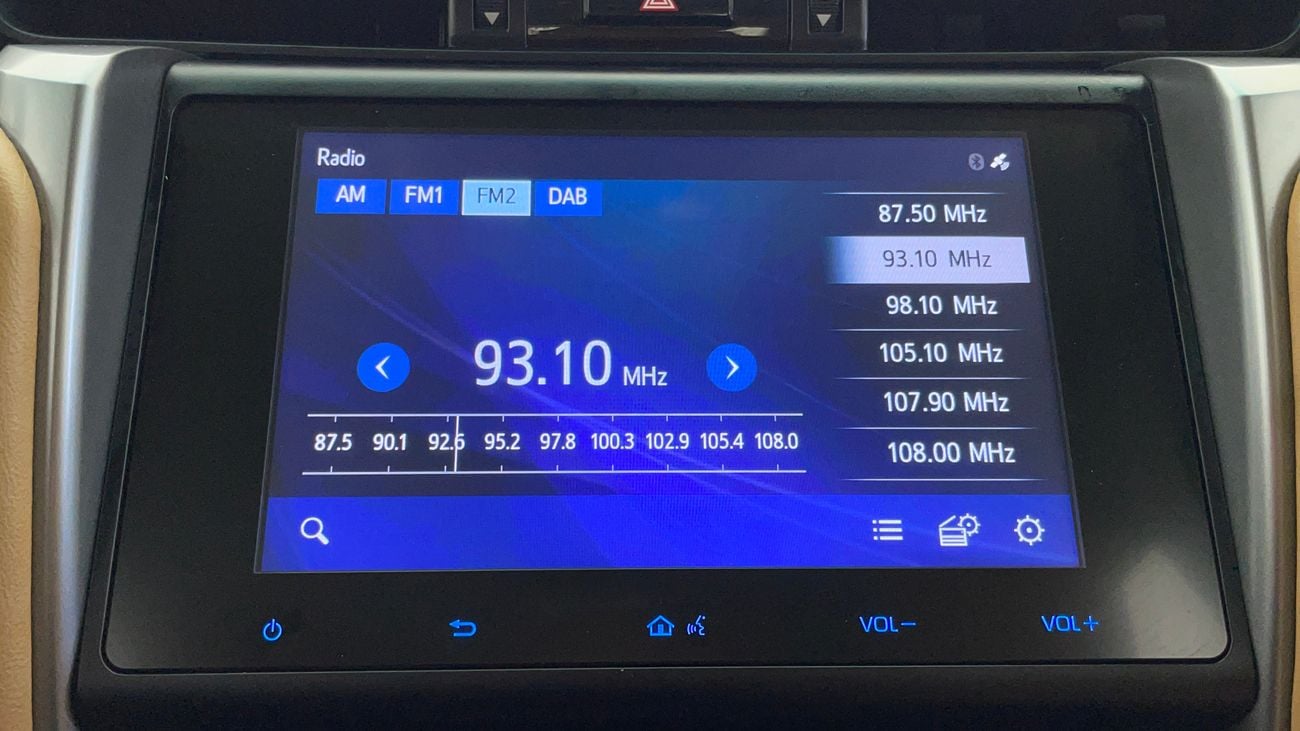 Radio
AM FM1 FM2 DAB
87.50 MHz
93.10 MHz
98.10 MHz
105.10 MHz
107.90 MHz
108.00 MHz
93.10 MHz
87.5 90.1 92.6 95.2 97.8 100.3 102.9 105.4 108.0
VOL− VOL+